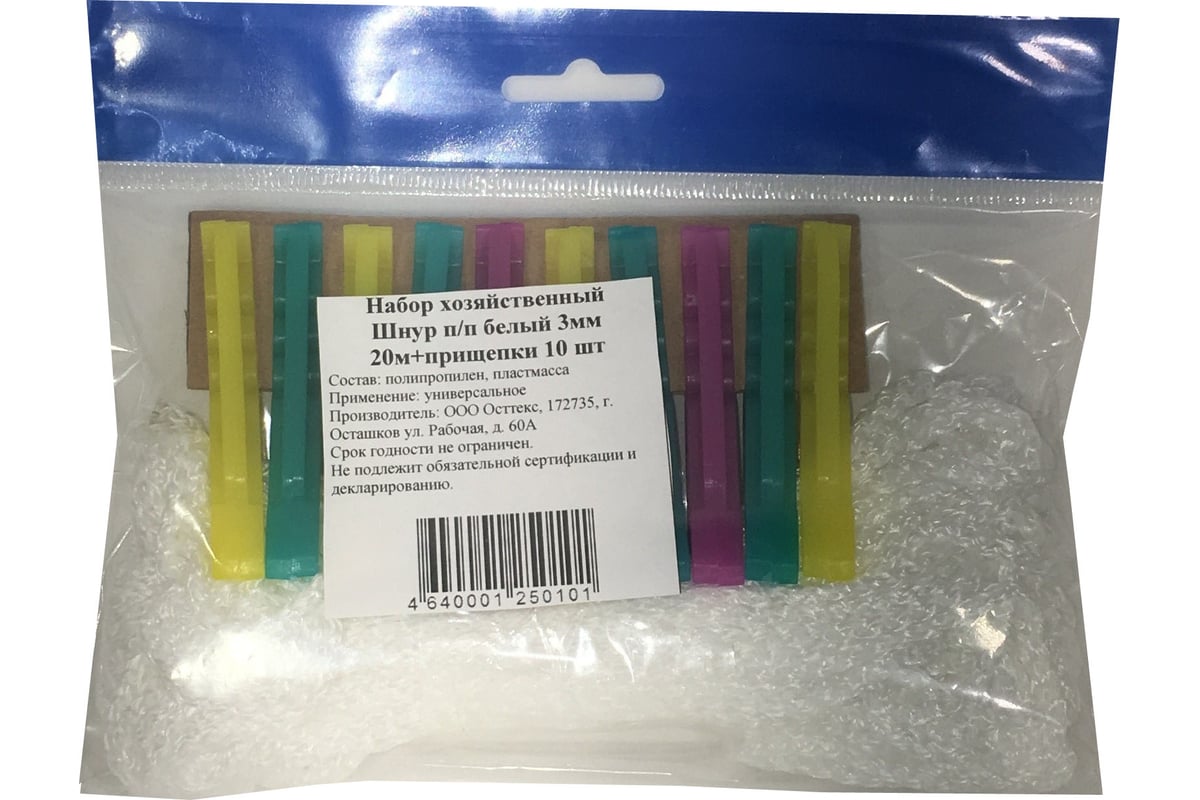 Набор хозяйственный
Шнур п/п белый 3мм
20м+прищепки 10 шт
Состав: полипропилен, пластмасса
Применение: универсальное
Производитель: ООО Осттекс, 172735, г.
Осташков ул. Рабочая, д. 60А
Срок годности не ограничен.
Не подлежит обязательной сертификации и
декларированию.
4 640001 250101